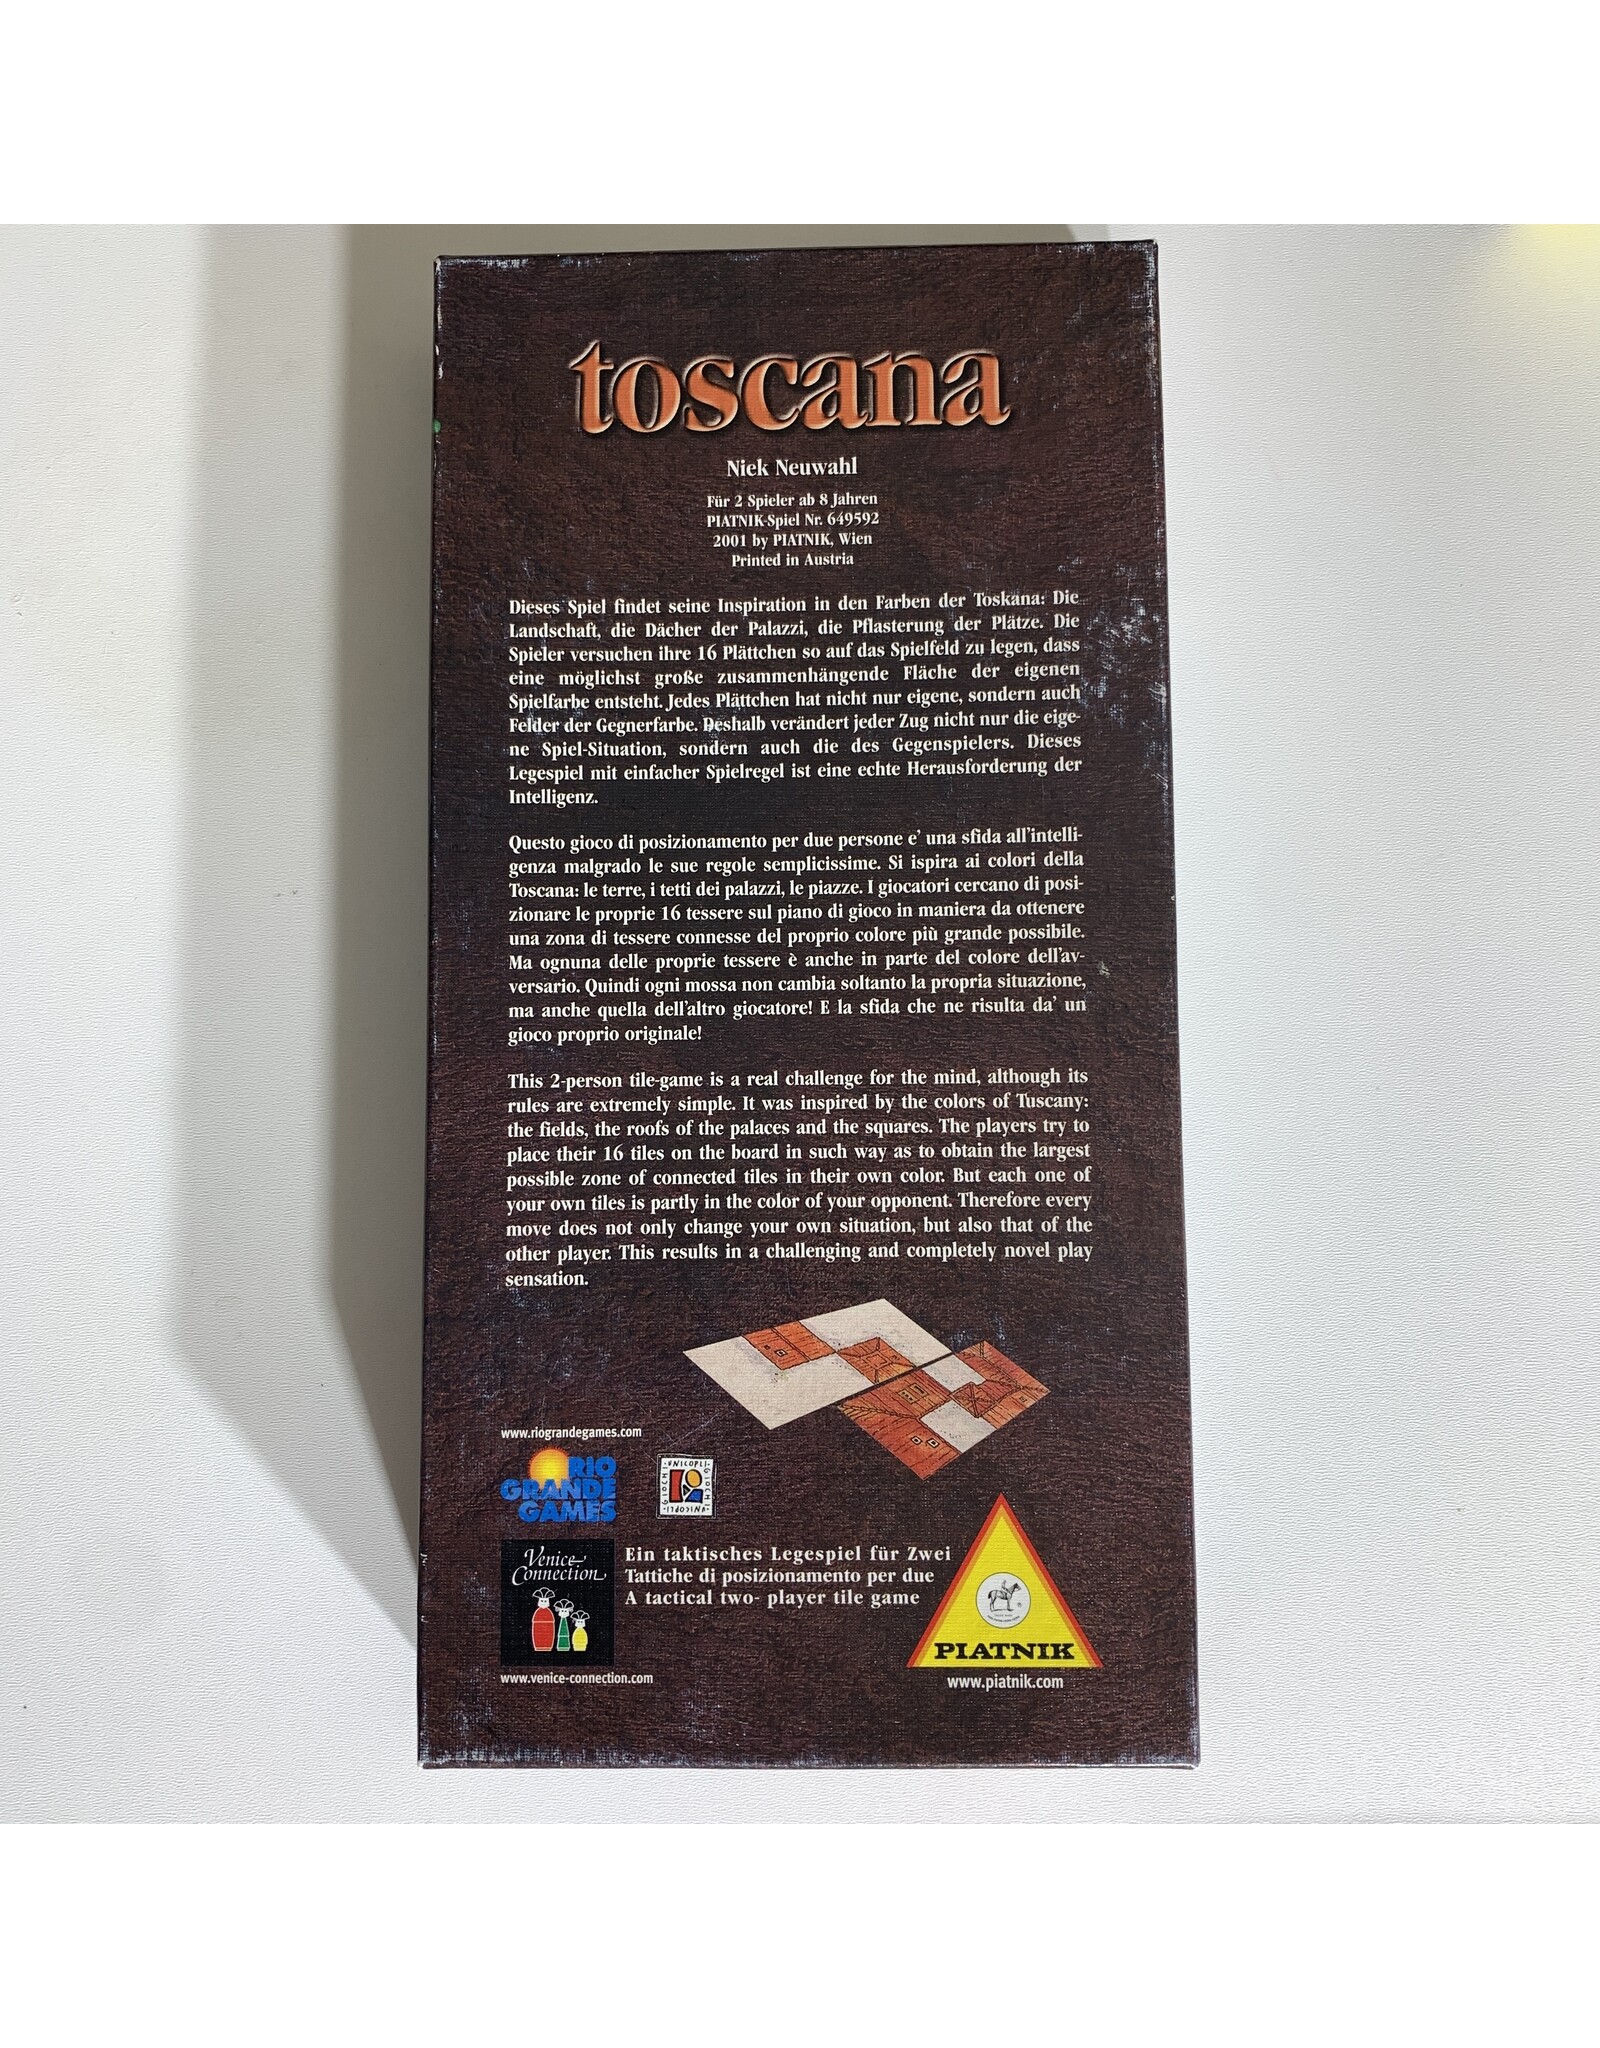 toscana
Niek Neuwahl
Für 2 Spieler ab 8 Jahren
PIATNIK-Spiel Nr. 649592
2001 by PIATNIK, Wien
Printed in Austria
Dieses Spiel findet seine Inspiration in den Farben der Toskana: Die
Landschaft, die Dächer der Palazzi, die Pflasterung der Plätze. Die
Spieler versuchen ihre 16 Plättchen so auf das Spielfeld zu legen, dass
eine möglichst große zusammenhängende Fläche der eigenen
Spielfarbe entsteht. Jedes Plättchen hat nicht nur eigene, sondern auch
Felder der Gegnerfarbe. Deshalb verändert jeder Zug nicht nur die eige-
ne Spiel-Situation, sondern auch die des Gegenspielers. Dieses
Legespiel mit einfacher Spielregel ist eine echte Herausforderung der
Intelligenz.
Questo gioco di posizionamento per due persone e' una sfida all'intelli-
genza malgrado le sue regole semplicissime. Si ispira ai colori della
Toscana: le terre, i tetti dei palazzi, le piazze. I giocatori cercano di posi-
zionare le proprie 16 tessere sul piano di gioco in maniera da ottenere
una zona di tessere connesse del proprio colore più grande possibile.
Ma ognuna delle proprie tessere è anche in parte del colore dell'av-
versario. Quindi ogni mossa non cambia soltanto la propria situazione,
ma anche quella dell'altro giocatore! E la sfida che ne risulta da' un
gioco proprio originale!
This 2-person tile-game is a real challenge for the mind, although its
rules are extremely simple. It was inspired by the colors of Tuscany:
the fields, the roofs of the palaces and the squares. The players try to
place their 16 tiles on the board in such way as to obtain the largest
possible zone of connected tiles in their own color. But each one of
your own tiles is partly in the color of your opponent. Therefore every
move does not only change your own situation, but also that of the
other player. This results in a challenging and completely novel play
sensation.
www.riograndegames.com
RIO
GRANDE
GAMES
UNICOPLI GIOCHI UNICOPLI GIOCHI
Venice
Connection
Ein taktisches Legespiel für Zwei
Tattiche di posizionamento per due
A tactical two- player tile game
PIATNIK
www.venice-connection.com
www.piatnik.com